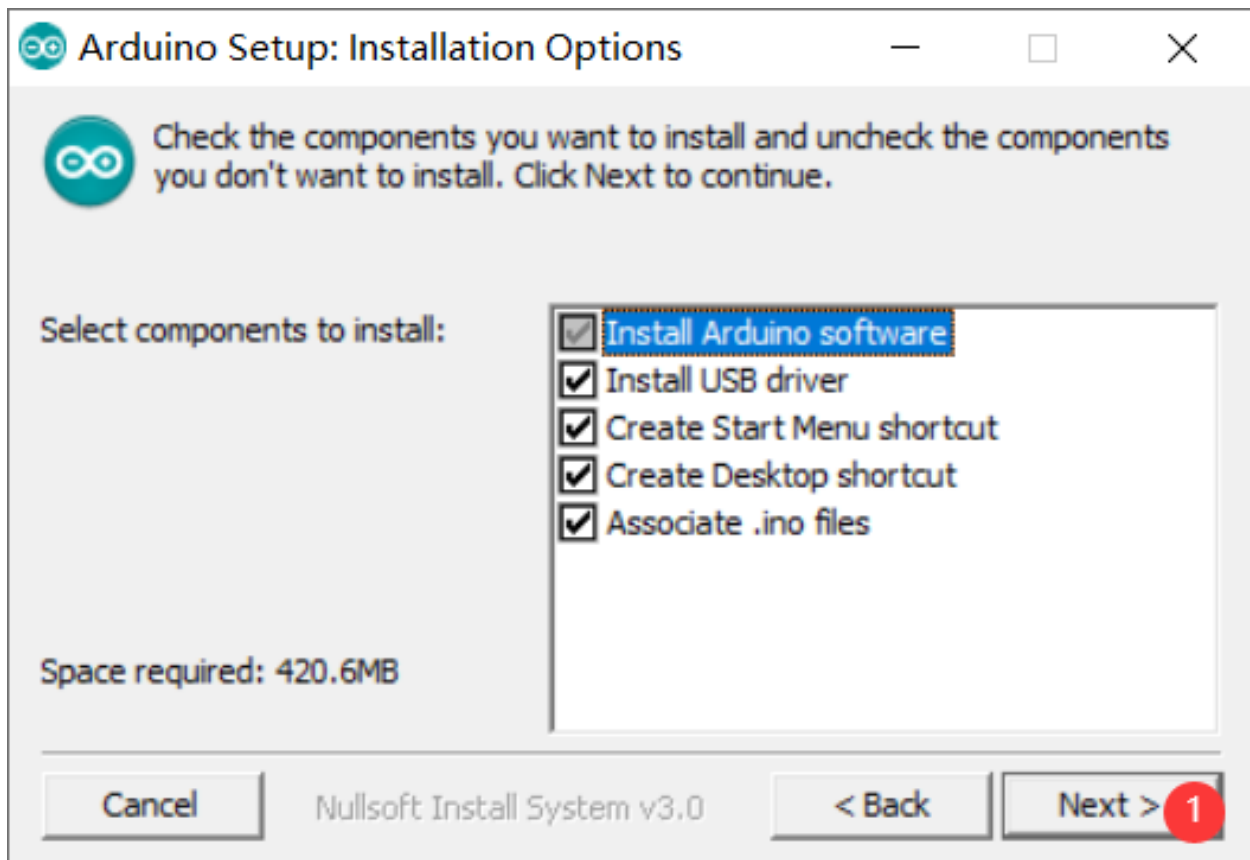 Arduino Setup: Installation Options
Check the components you want to install and uncheck the components
you don't want to install. Click Next to continue.
Select components to install:
Install Arduino software
Install USB driver
Create Start Menu shortcut
Create Desktop shortcut
Associate .ino files
Space required: 420.6MB
Cancel
Nullsoft Install System v3.0
< Back
Next >
1